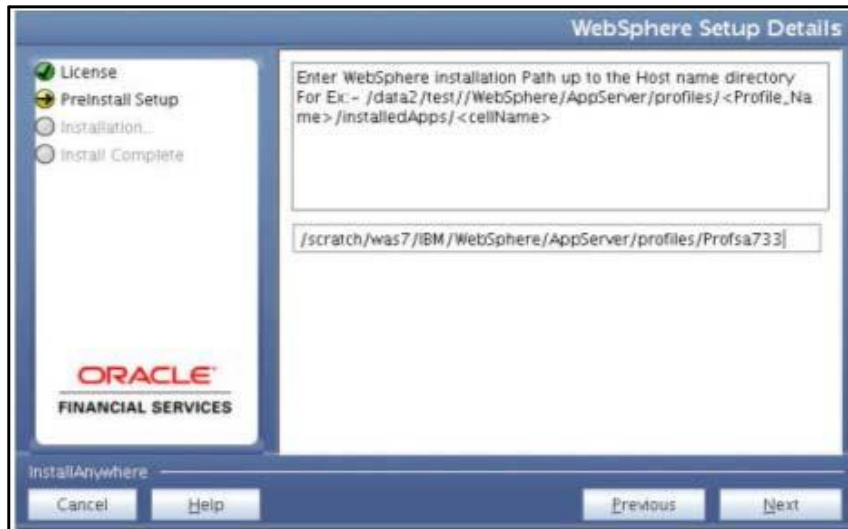 WebSphere Setup Details
License
PreInstall Setup
Installation...
Install Complete
Enter WebSphere installation Path up to the Host name directory
For Ex:- /data2/test//WebSphere/AppServer/profiles/<Profile_Na
me>/installedApps/<cellName>
/scratch/was7/IBM/WebSphere/AppServer/profiles/Profsa733
ORACLE
FINANCIAL SERVICES
InstallAnywhere
Cancel
Help
Previous
Next